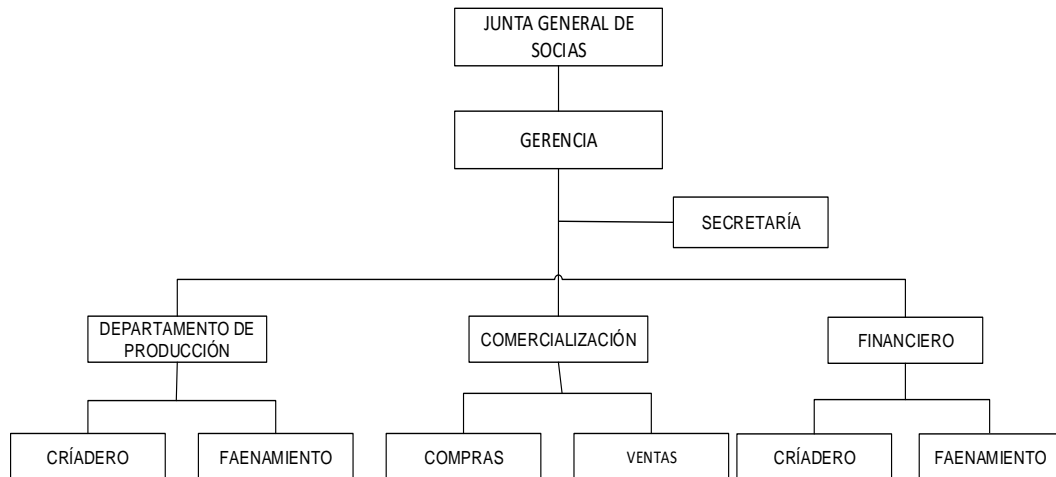 JUNTA GENERAL DE
SOCIAS
GERENCIA
SECRETARÍA
DEPARTAMENTO DE
PRODUCCIÓN
COMERCIALIZACIÓN
FINANCIERO
CRÍADERO
FAENAMIENTO
COMPRAS
VENTAS
CRÍADERO
FAENAMIENTO